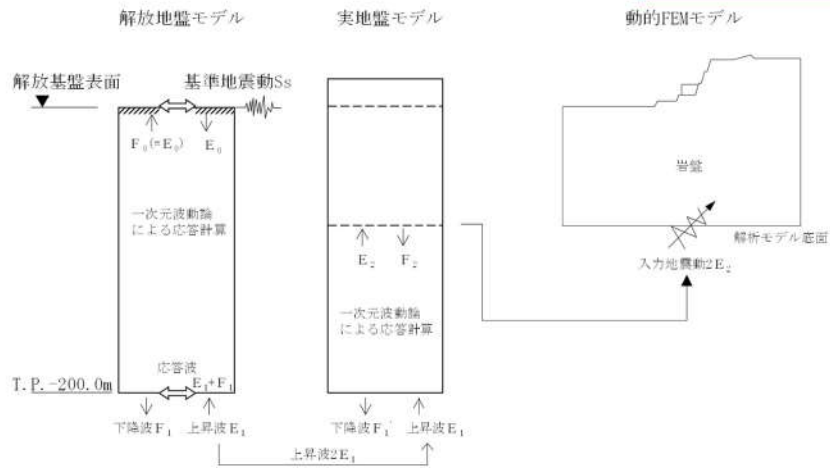 解放地盤モデル
実地盤モデル
動的FEMモデル
解放基盤表面
基準地震動Ss
F₀(=E₀)
E₀
一次元波動論
による応答計算
応答波
E₁+F₁
T.P.-200.0m
下降波F₁
上昇波E₁
上昇波2E₁
E₂
F₂
一次元波動論
による応答計算
下降波F₁'
上昇波E₁
岩盤
解析モデル底面
入力地震動2E₂